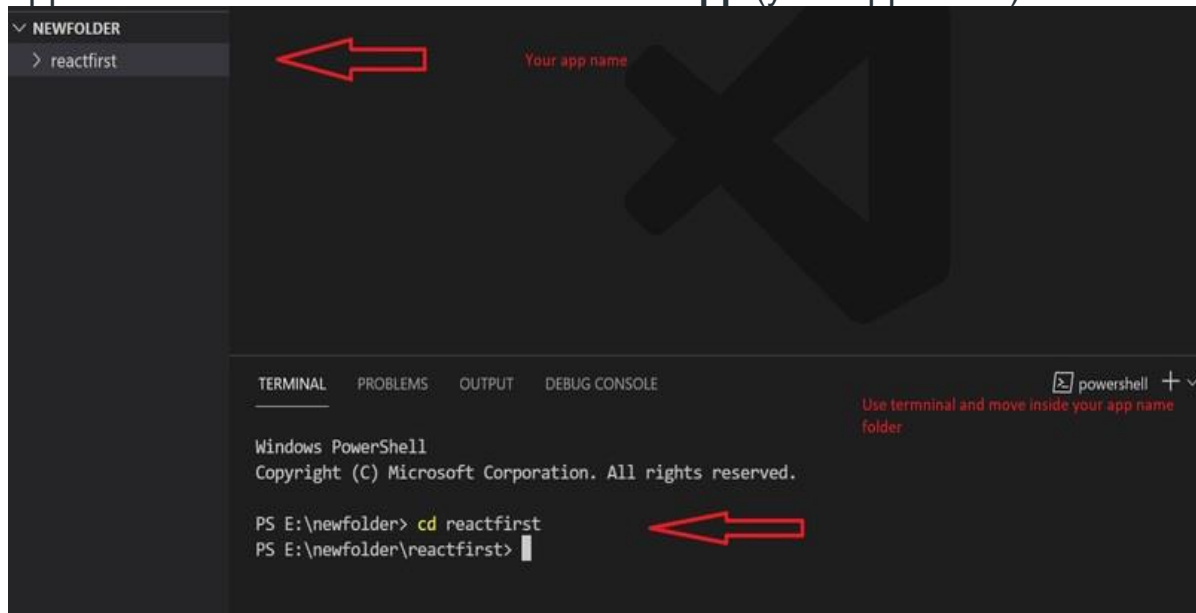 NEWFOLDER
reactfirst
Your app name
TERMINAL PROBLEMS OUTPUT DEBUG CONSOLE
powershell
Use termninal and move inside your app name
folder
Windows PowerShell
Copyright (C) Microsoft Corporation. All rights reserved.
PS E:\newfolder> cd reactfirst
PS E:\newfolder\reactfirst>